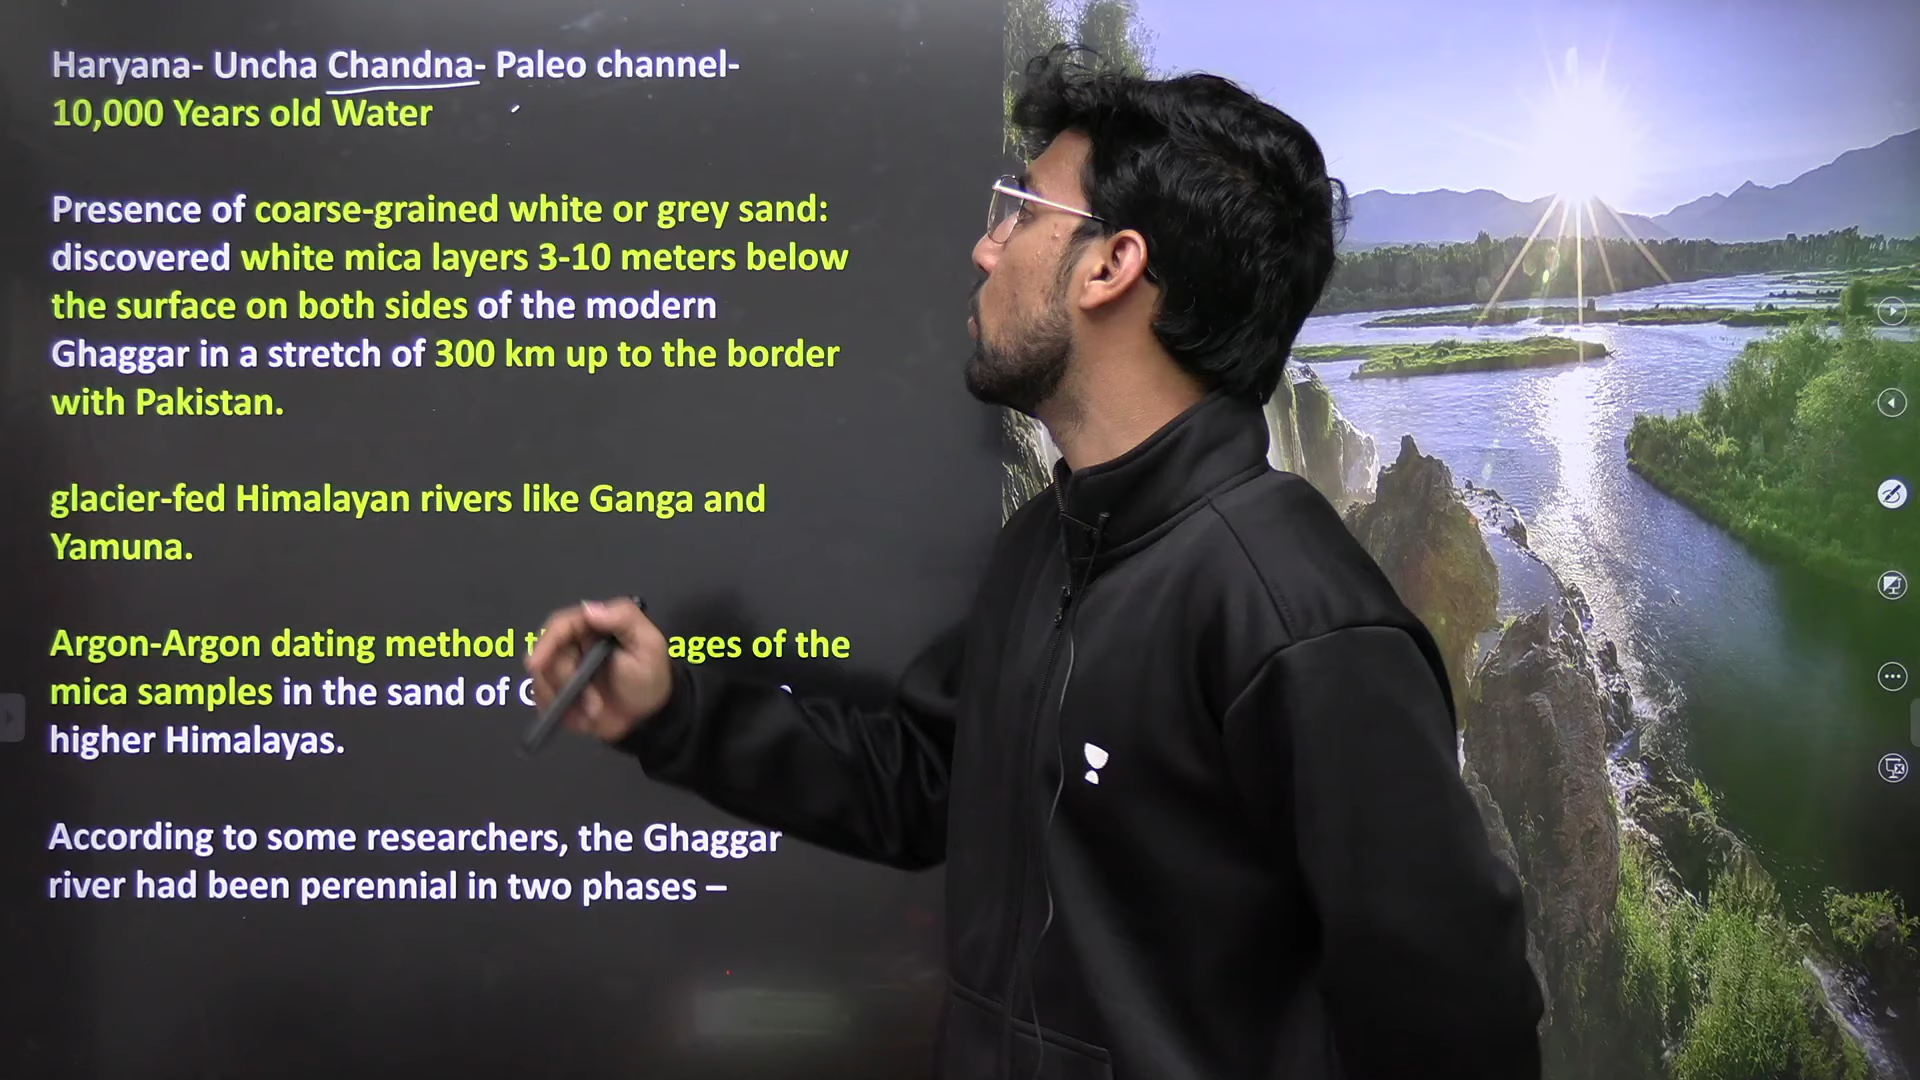 Haryana- Uncha Chandna- Paleo channel-
10,000 Years old Water
Presence of coarse-grained white or grey sand:
discovered white mica layers 3-10 meters below
the surface on both sides of the modern
Ghaggar in a stretch of 300 km up to the border
with Pakistan.
glacier-fed Himalayan rivers like Ganga and
Yamuna.
Argon-Argon dating method ages of the
mica samples in the sand of
higher Himalayas.
According to some researchers, the Ghaggar
river had been perennial in two phases –